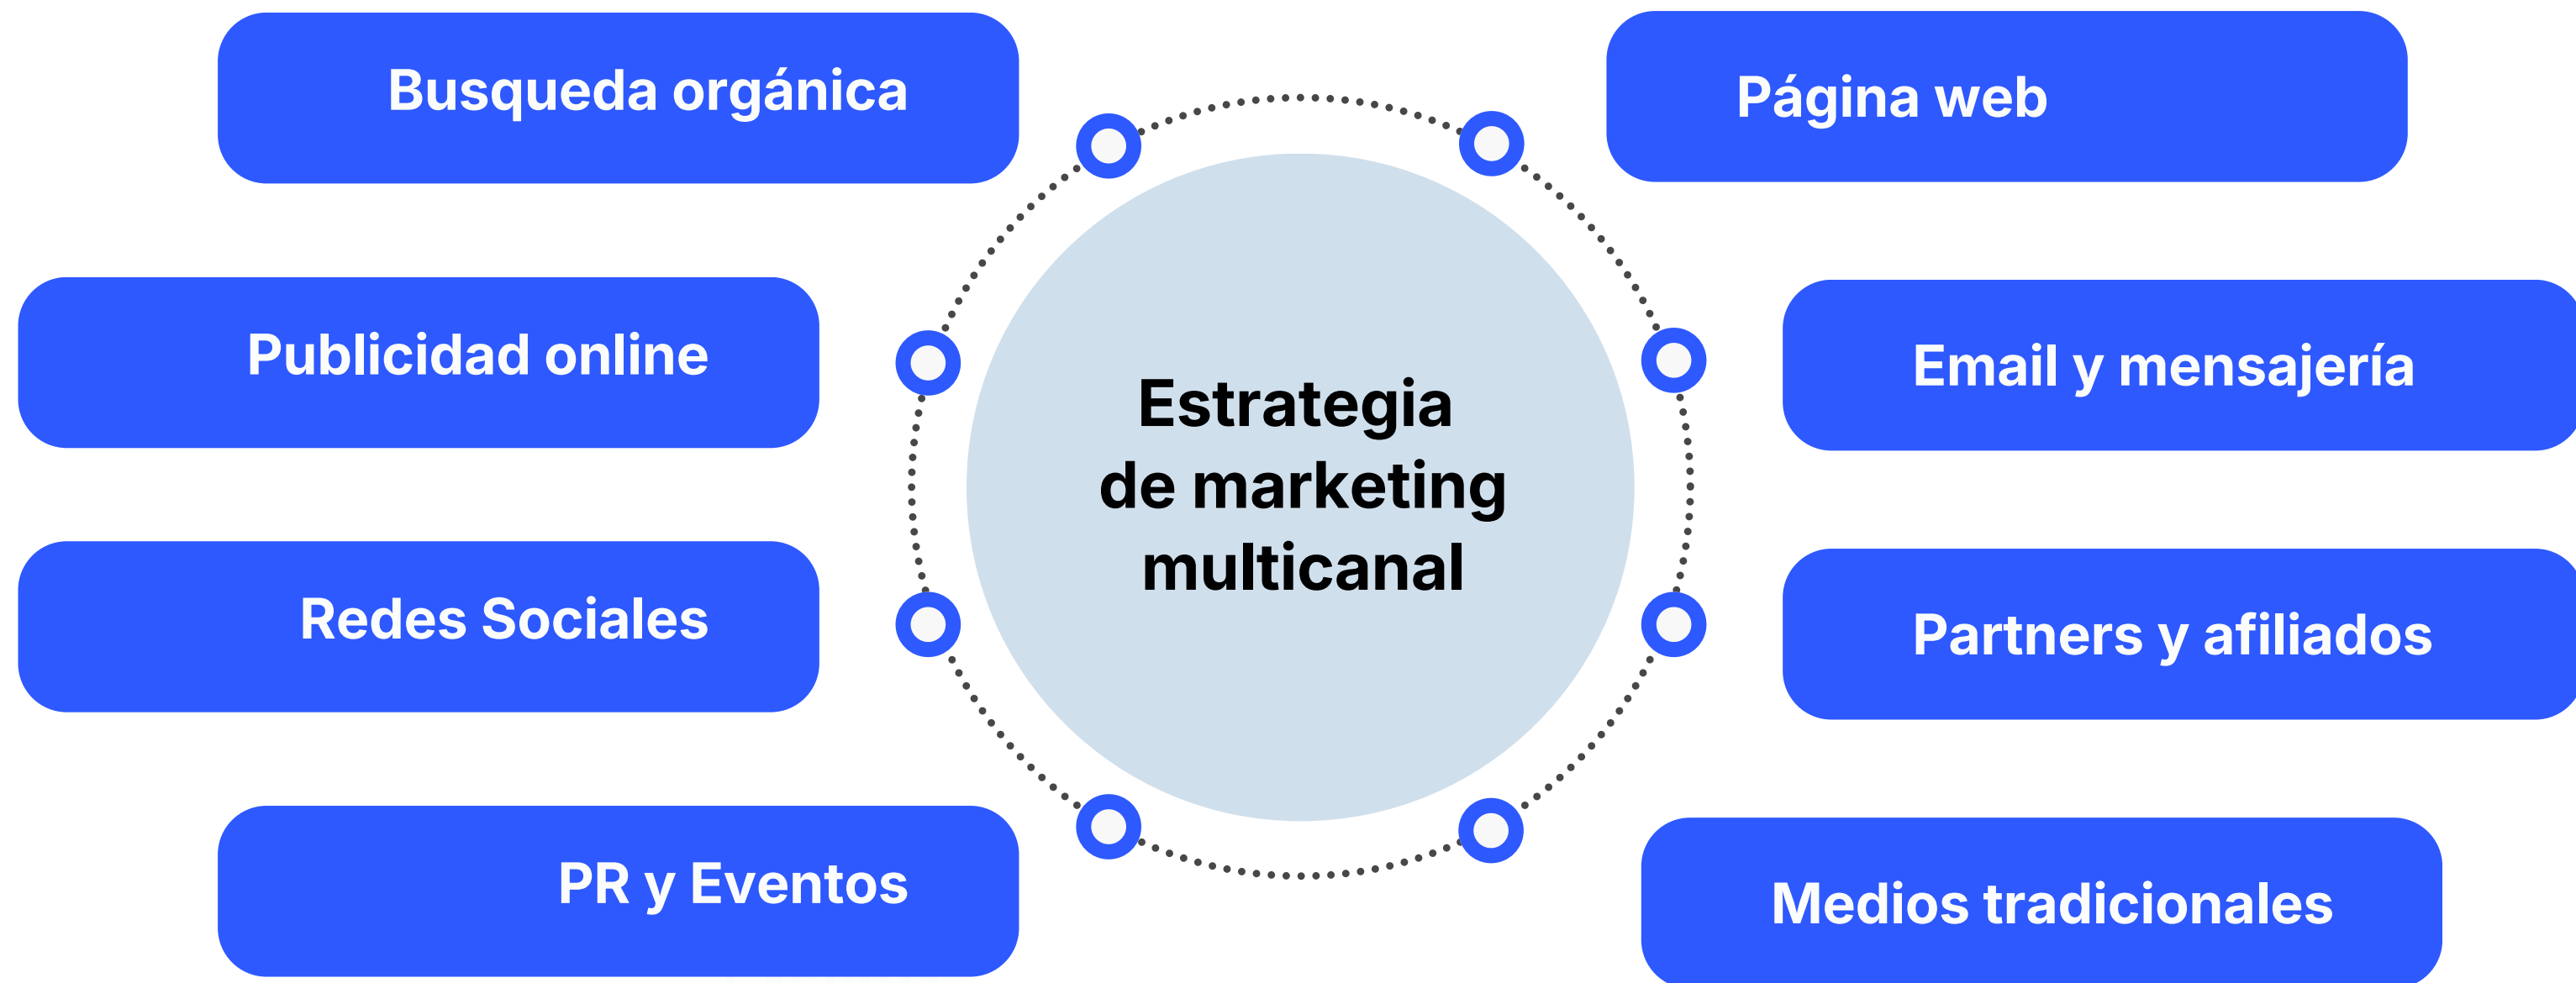 Busqueda orgánica
Página web
Publicidad online
Email y mensajería
Estrategia
de marketing
multicanal
Redes Sociales
Partners y afiliados
PR y Eventos
Medios tradicionales